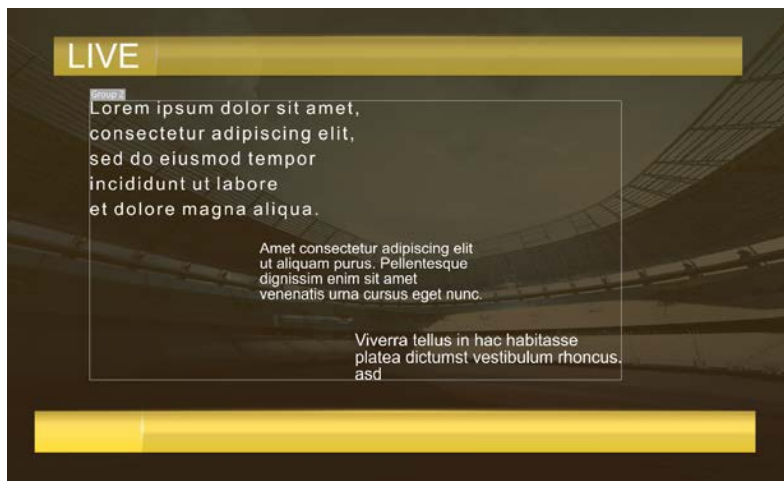 LIVE
Group 2
Lorem ipsum dolor sit amet,
consectetur adipiscing elit,
sed do eiusmod tempor
incididunt ut labore
et dolore magna aliqua.
Amet consectetur adipiscing elit
ut aliquam purus. Pellentesque
dignissim enim sit amet
venenatis urna cursus eget nunc.
Viverra tellus in hac habitasse
platea dictumst vestibulum rhoncus.
asd